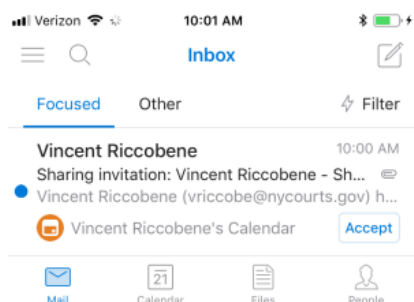 Verizon 10:01 AM
Inbox
Focused Other Filter
Vincent Riccobene 10:00 AM
Sharing invitation: Vincent Riccobene - Sh...
Vincent Riccobene (vriccobe@nycourts.gov) h...
Vincent Riccobene's Calendar Accept
21
Mail Calendar Files People